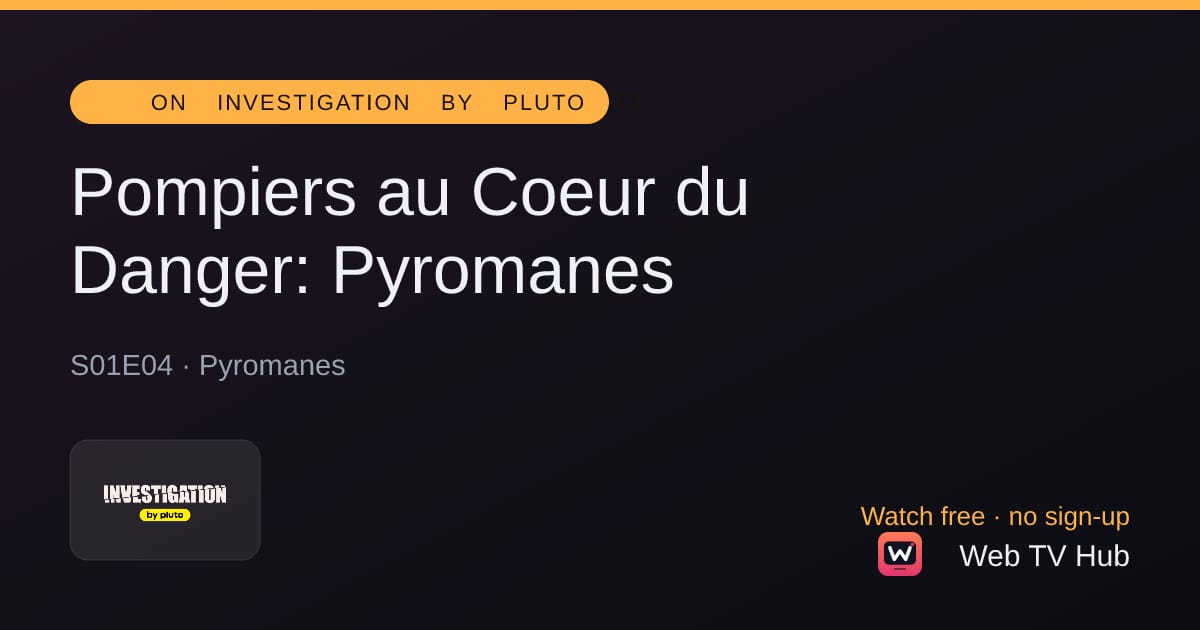 ON INVESTIGATION BY PLUTO
Pompiers au Coeur du
Danger: Pyromanes
S01E04 · Pyromanes
INVESTIGATION
by pluto
Watch free · no sign-up
W
Web TV Hub